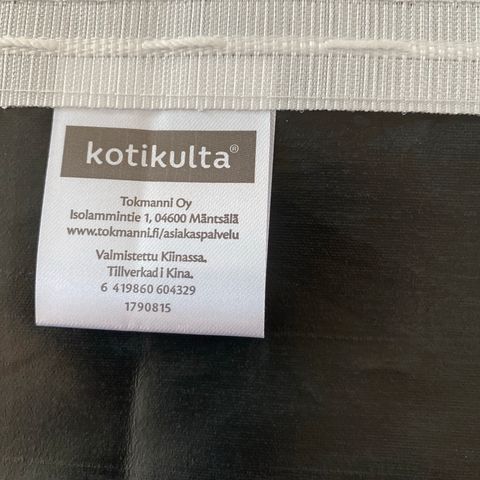 kotikulta®
Tokmanni Oy
Isolammintie 1, 04600 Mäntsälä
www.tokmanni.fi/asiakaspalvelu
Valmistettu Kiinassa.
Tillverkad i Kina.
6 419860 604329
1790815